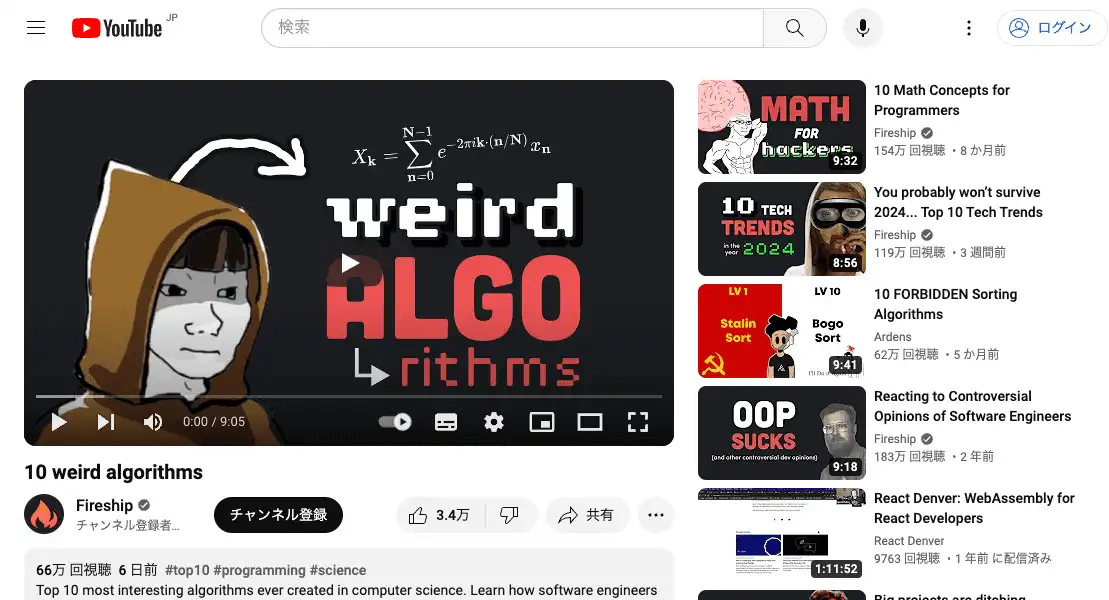 YouTube JP
検索
ログイン
X_k = \sum_{n=0}^{N-1} e^{-2\pi i k \cdot (n/N)} x_n
weird
ALGO
rithms
0:00 / 9:05
10 weird algorithms
Fireship
チャンネル登録者...
チャンネル登録
3.4万
共有
66万 回視聴 6 日前 #top10 #programming #science
Top 10 most interesting algorithms ever created in computer science. Learn how software engineers
MATH
FOR
hackers
9:32
10 Math Concepts for
Programmers
Fireship
154万 回視聴 ・8 か月前
10 TECH
TRENDS
in the
year 2024
8:56
You probably won't survive
2024... Top 10 Tech Trends
Fireship
119万 回視聴 ・3 週間前
LV 1
LV 10
Stalin
Sort
Bogo
Sort
9:41
10 FORBIDDEN Sorting
Algorithms
Ardens
62万 回視聴 ・5 か月前
OOP
SUCKS
(and other controversial dev opinions)
9:18
Reacting to Controversial
Opinions of Software Engineers
Fireship
183万 回視聴 ・2 年前
1:11:52
React Denver: WebAssembly for
React Developers
React Denver
9763 回視聴 ・1 年前 に配信済み